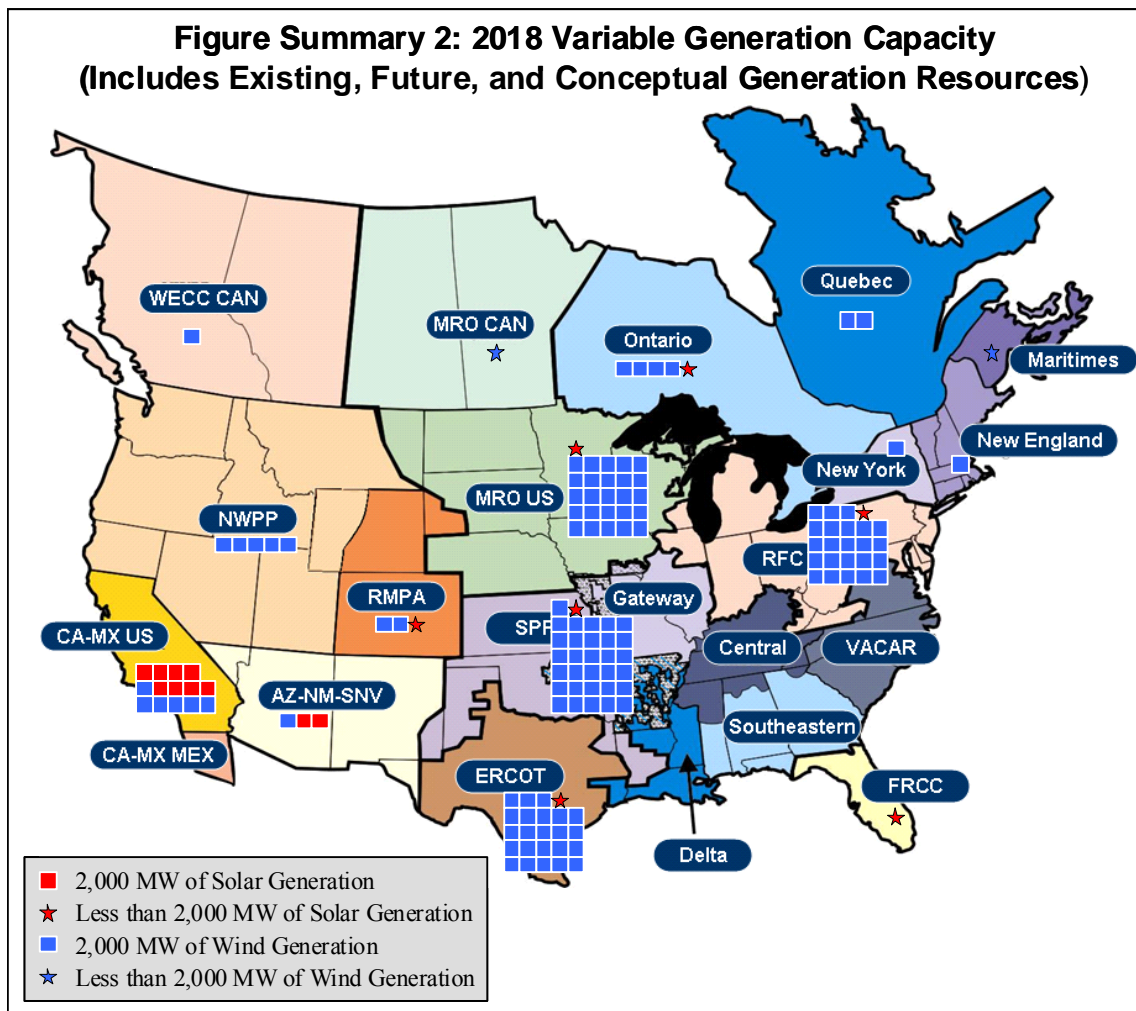 Figure Summary 2: 2018 Variable Generation Capacity
(Includes Existing, Future, and Conceptual Generation Resources)
WECC CAN
MRO CAN
Ontario
Quebec
Maritimes
New England
New York
MRO US
NWPP
RFC
RMPA
SPP
Gateway
CA-MX US
Central
VACAR
AZ-NM-SNV
Southeastern
CA-MX MEX
ERCOT
FRCC
Delta
2,000 MW of Solar Generation
Less than 2,000 MW of Solar Generation
2,000 MW of Wind Generation
Less than 2,000 MW of Wind Generation